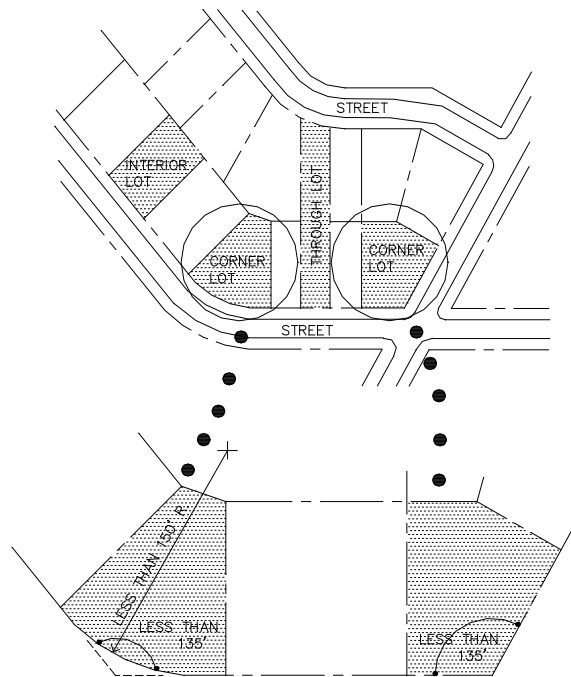 STREET
INTERIOR
LOT
THROUGH LOT
CORNER
LOT
CORNER
LOT
STREET
LESS THAN 150' R.
LESS THAN
135'
LESS THAN
135'